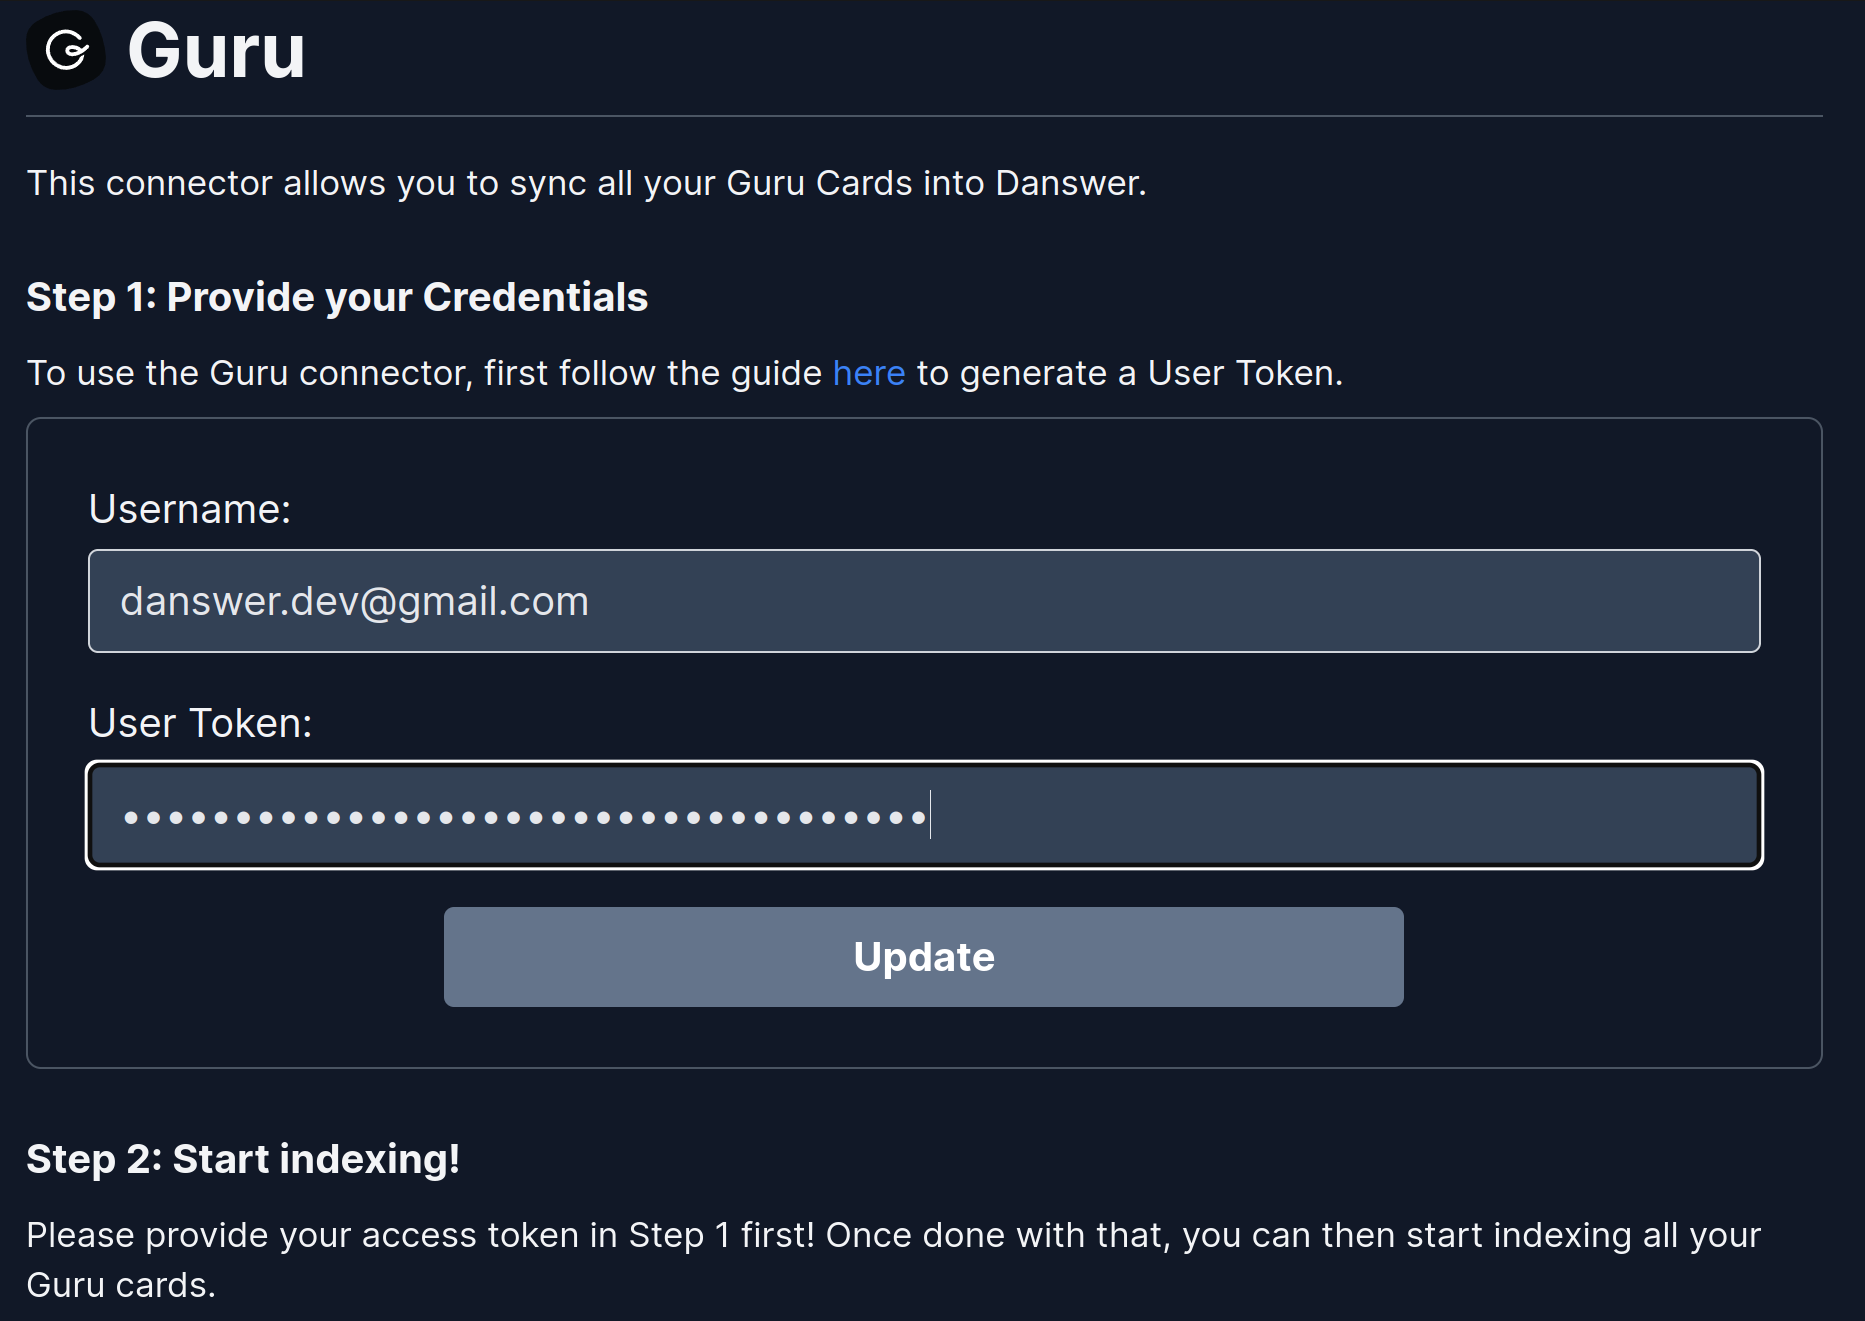 Guru
This connector allows you to sync all your Guru Cards into Danswer.
Step 1: Provide your Credentials
To use the Guru connector, first follow the guide here to generate a User Token.
Username:
danswer.dev@gmail.com
User Token:
••••••••••••••••••••••••••••••••••••
Update
Step 2: Start indexing!
Please provide your access token in Step 1 first! Once done with that, you can then start indexing all your
Guru cards.